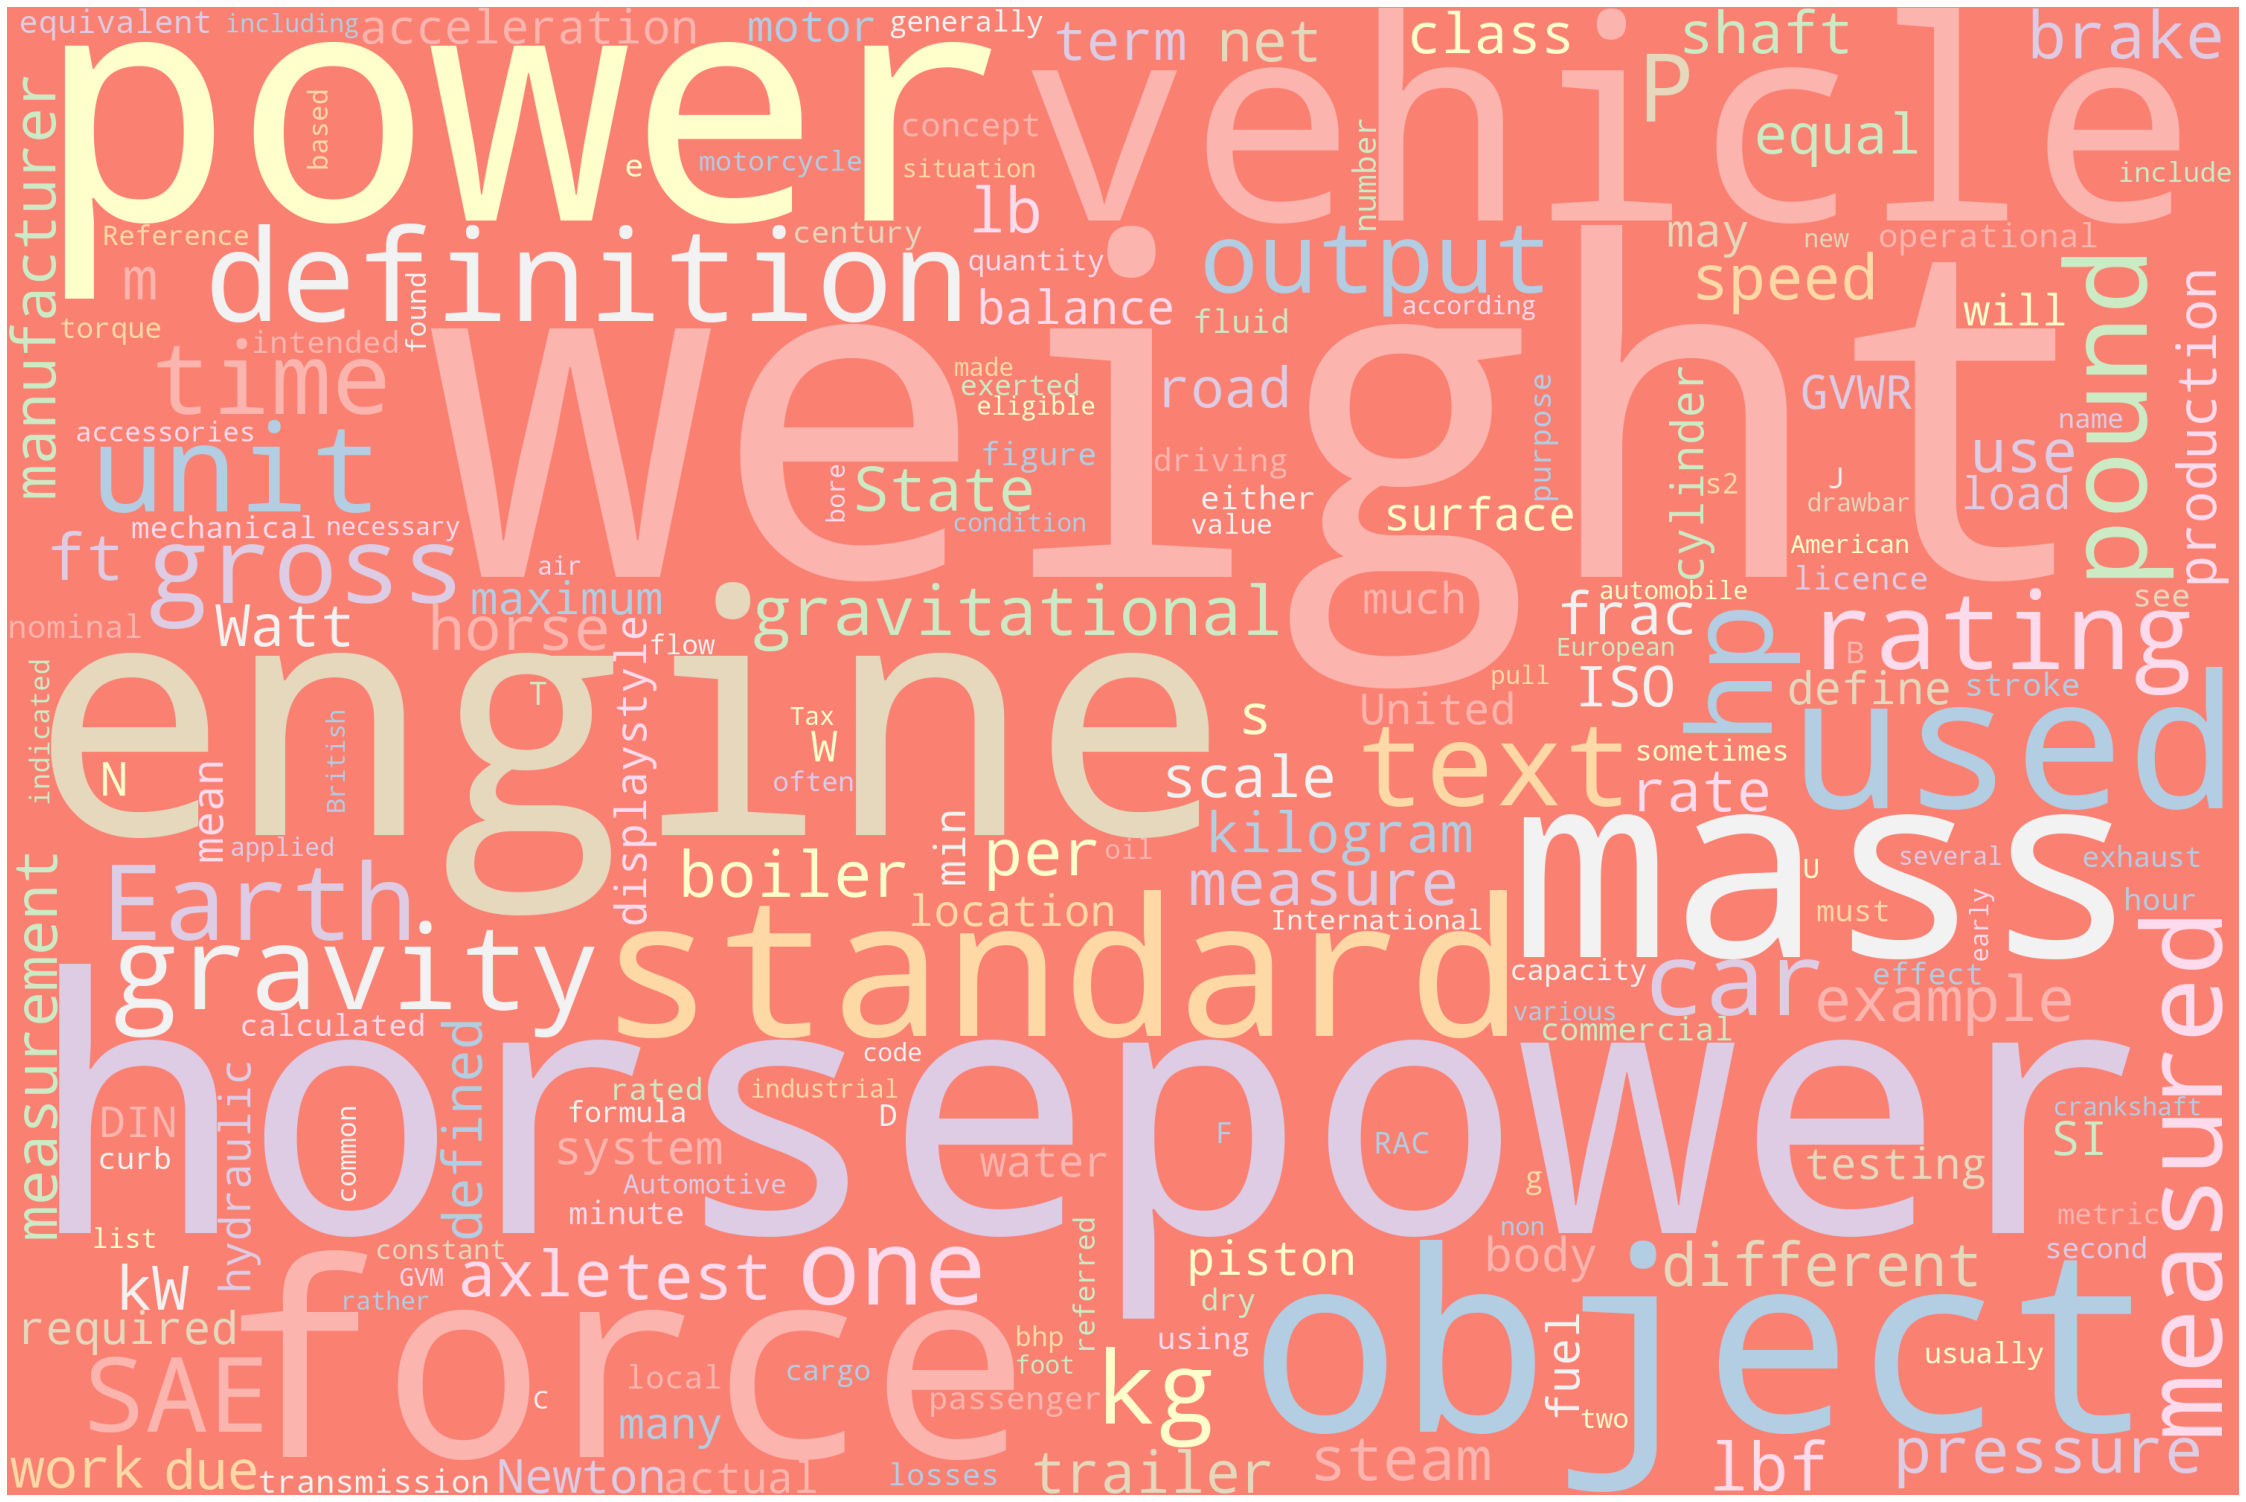 equivalent including acceleration motor generally term net class shaft brake
power vehicle
manufacturer based e motorcycle concept situation number P equal include
Reference m definition found century lb quantity balance output fluid according may new operational speed will pound production
torque intended time weight made exerted eligible road purpose cylinder GVWR name use load
accessories unit bore State figure condition driving either value surface s2 J drawbar
mechanical necessary ft gross air American licence
nominal Watt horse maximum displaystyle flow gravitational much frac automobile European hp rating B see
indicated engine T Tax W often s pull United ISO define stroke used
N British mean applied scale text sometimes rate
measurement Earth boiler min per oil kilogram measure mass U several exhaust
gravity standard location International capacity various car must early effect hour example measured
calculated commercial
horsepower
hydraulic defined code rated industrial formula D
DIN curb common system Automotive minute water F RAC g testing crankshaft SI
list constant non metric second
kW GVM rather axle test one referred piston dry body different
required force bhp foot using object
SAE c local many cargo passenger kg fuel two usually
work due transmission Newton actual losses trailer steam lbf pressure